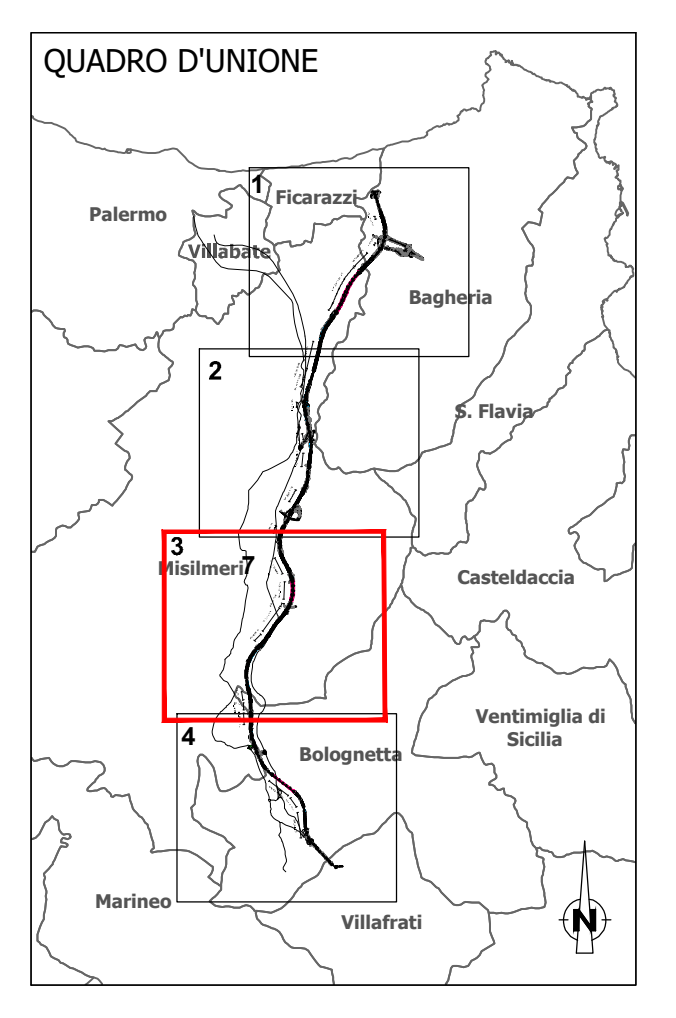 QUADRO D'UNIONE
1
Ficarazzi
Palermo
Villabate
Bagheria
2
S. Flavia
3
Misilmeri
7
Casteldaccia
Ventimiglia di
Sicilia
4
Bolognetta
Marineo
Villafrati
N